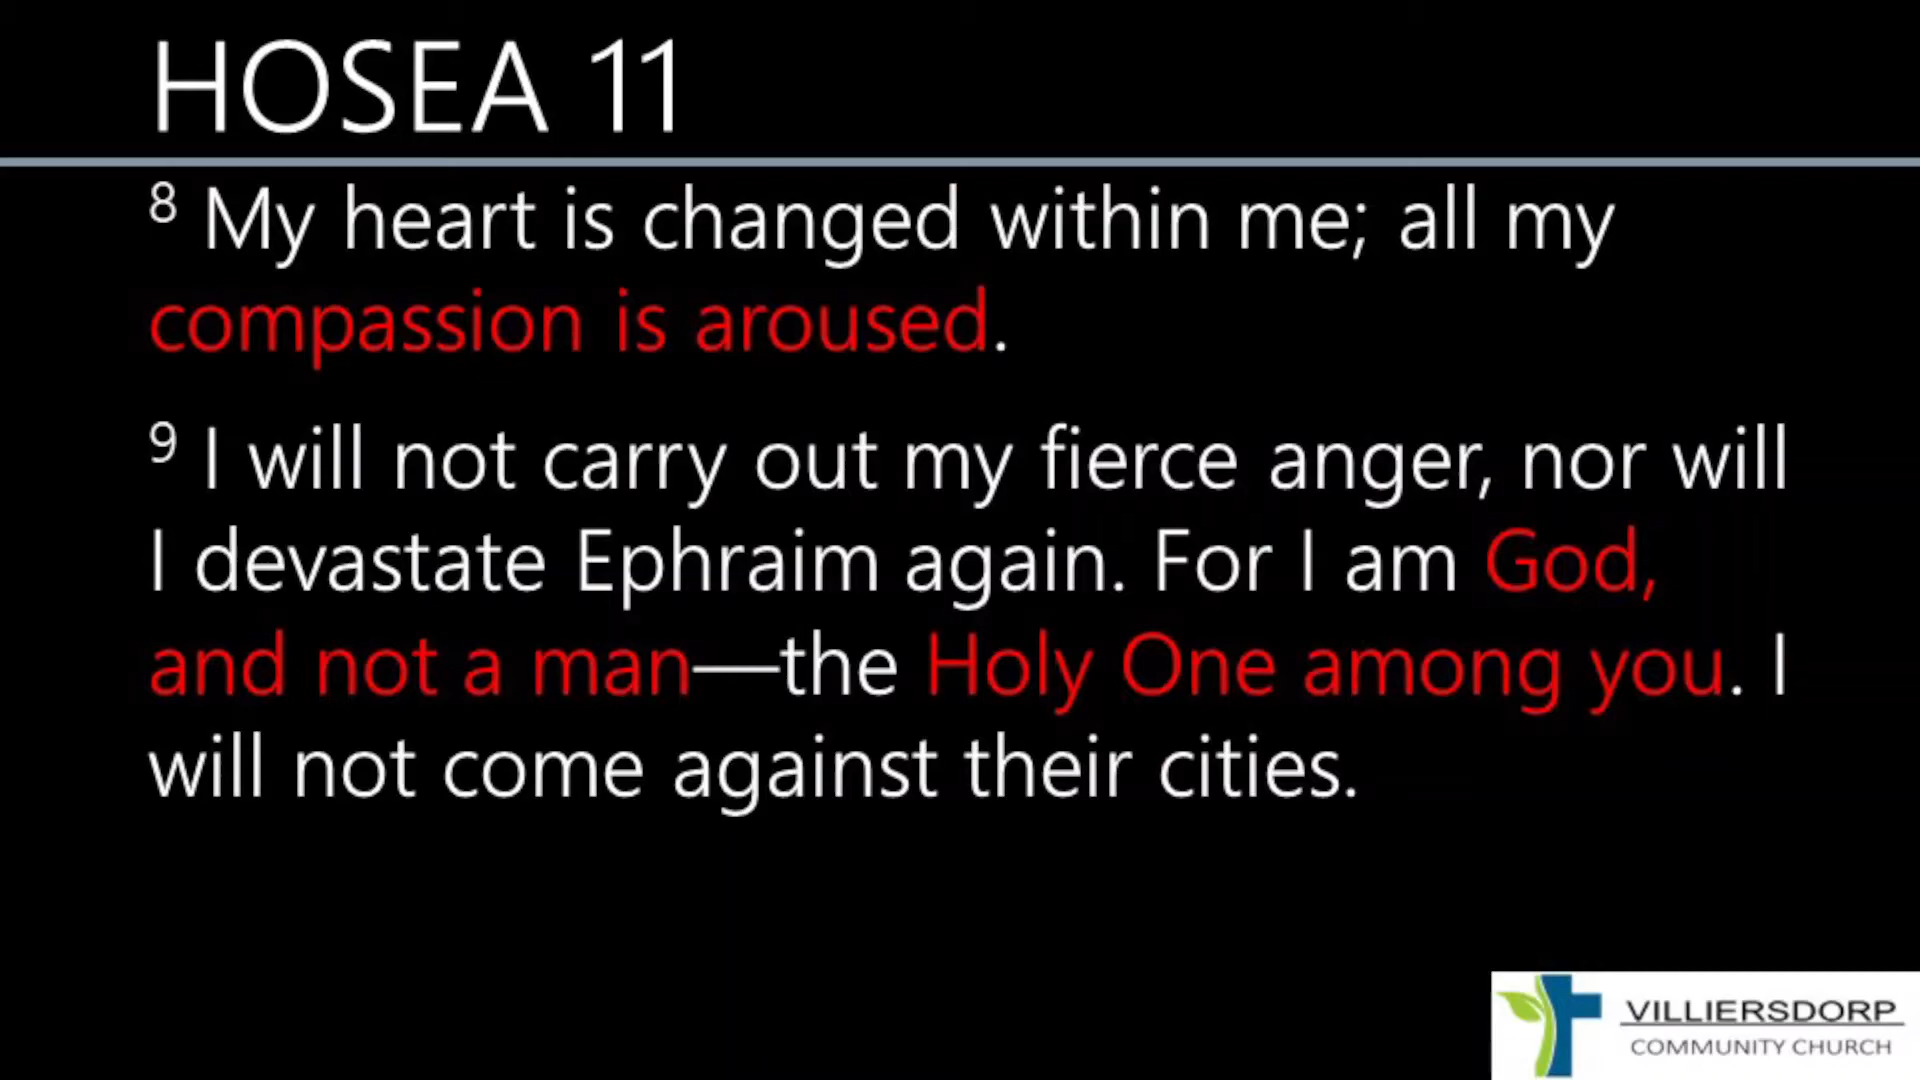 HOSEA 11
8 My heart is changed within me; all my
compassion is aroused.
9 I will not carry out my fierce anger, nor will
I devastate Ephraim again. For I am God,
and not a man—the Holy One among you. I
will not come against their cities.
VILLIERSDORP
COMMUNITY CHURCH